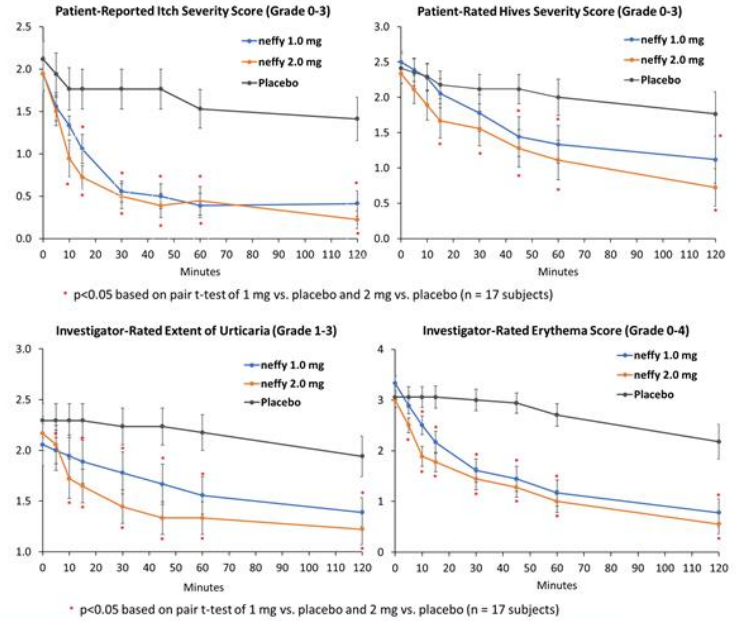 Patient-Reported Itch Severity Score (Grade 0-3)
2.5
2.0
1.5
1.0
0.5
0.0
neffy 1.0 mg
neffy 2.0 mg
Placebo
0 10 20 30 40 50 60 70 80 90 100 110 120
Minutes
Patient-Rated Hives Severity Score (Grade 0-3)
3.0
2.5
2.0
1.5
1.0
0.5
0.0
neffy 1.0 mg
neffy 2.0 mg
Placebo
0 10 20 30 40 50 60 70 80 90 100 110 120
Minutes
* p<0.05 based on pair t-test of 1 mg vs. placebo and 2 mg vs. placebo (n = 17 subjects)
Investigator-Rated Extent of Urticaria (Grade 1-3)
3.0
2.5
2.0
1.5
1.0
neffy 1.0 mg
neffy 2.0 mg
Placebo
0 10 20 30 40 50 60 70 80 90 100 110 120
Minutes
Investigator-Rated Erythema Score (Grade 0-4)
4
3
2
1
0
neffy 1.0 mg
neffy 2.0 mg
Placebo
0 10 20 30 40 50 60 70 80 90 100 110 120
Minutes
* p<0.05 based on pair t-test of 1 mg vs. placebo and 2 mg vs. placebo (n = 17 subjects)